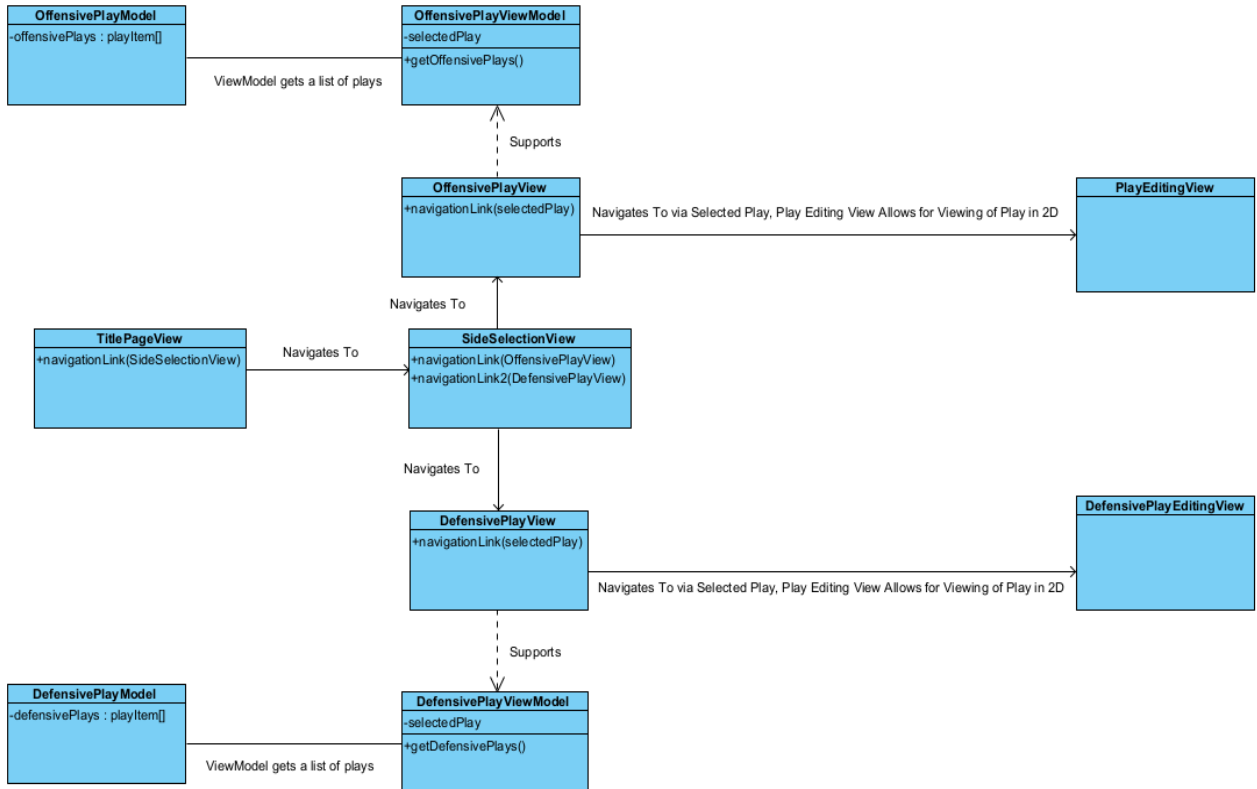 OffensivePlayModel
-offensivePlays : playItem[]
OffensivePlayViewModel
-selectedPlay
+getOffensivePlays()
ViewModel gets a list of plays
Supports
OffensivePlayView
+navigationLink(selectedPlay)
Navigates To via Selected Play, Play Editing View Allows for Viewing of Play in 2D
PlayEditingView
Navigates To
TitlePageView
+navigationLink(SideSelectionView)
Navigates To
SideSelectionView
+navigationLink(OffensivePlayView)
+navigationLink2(DefensivePlayView)
Navigates To
DefensivePlayView
+navigationLink(selectedPlay)
Navigates To via Selected Play, Play Editing View Allows for Viewing of Play in 2D
DefensivePlayEditingView
Supports
DefensivePlayModel
-defensivePlays : playItem[]
DefensivePlayViewModel
-selectedPlay
+getDefensivePlays()
ViewModel gets a list of plays